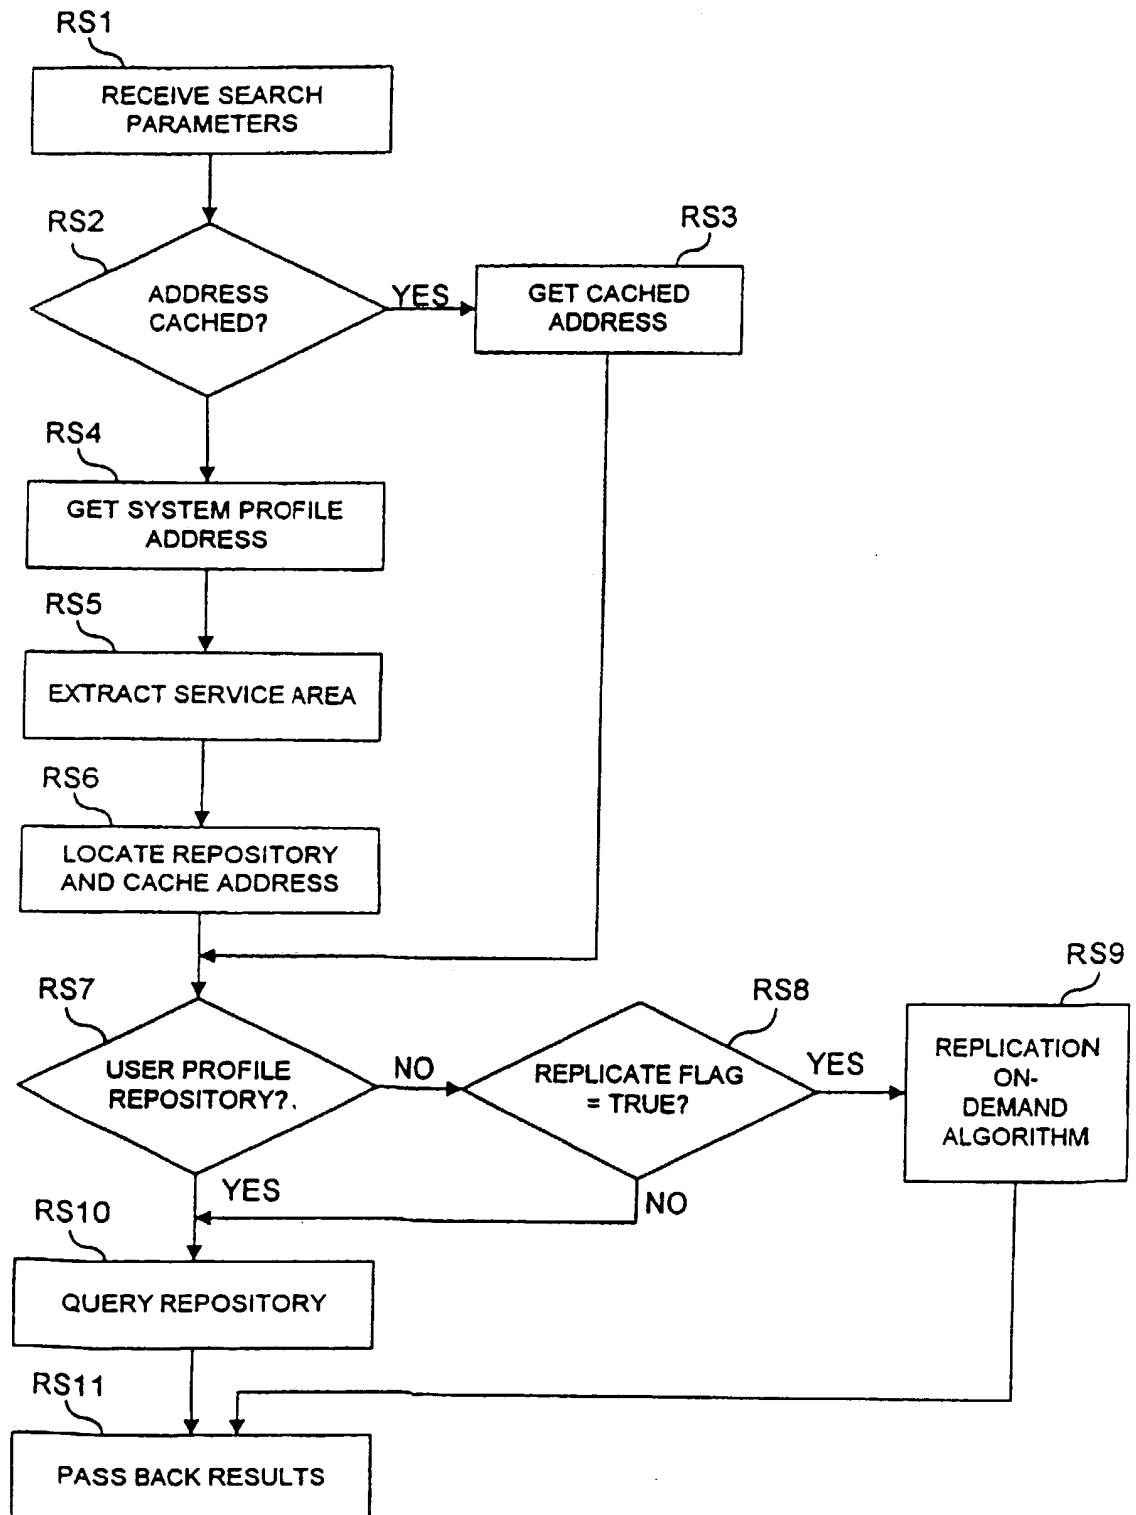 RS1
RECEIVE SEARCH
PARAMETERS
RS2
ADDRESS
CACHED?
YES
RS3
GET CACHED
ADDRESS
RS4
GET SYSTEM PROFILE
ADDRESS
RS5
EXTRACT SERVICE AREA
RS6
LOCATE REPOSITORY
AND CACHE ADDRESS
RS7
USER PROFILE
REPOSITORY?
NO
RS8
REPLICATE FLAG
= TRUE?
YES
RS9
REPLICATION
ON-
DEMAND
ALGORITHM
YES
NO
RS10
QUERY REPOSITORY
RS11
PASS BACK RESULTS